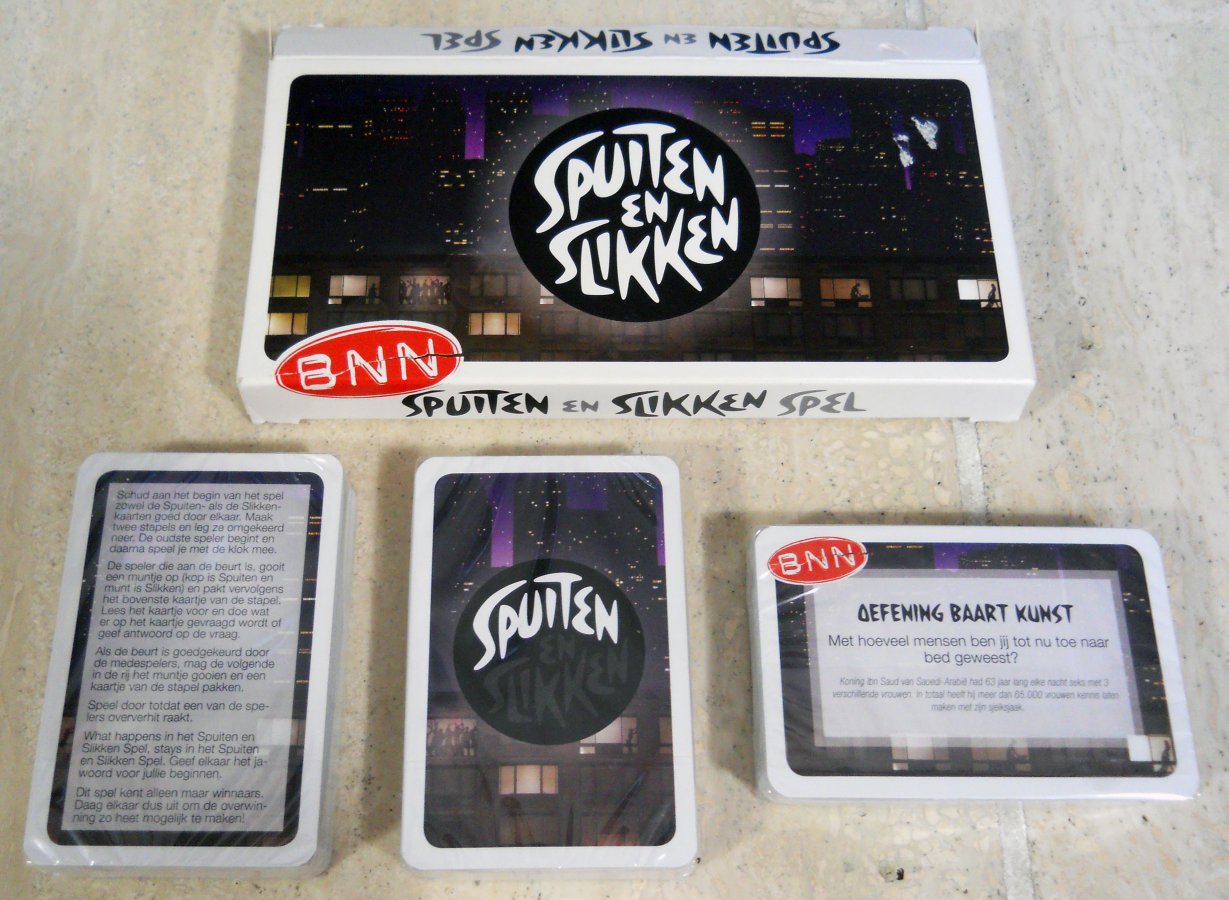 SPUITEN EN SLIKKEN SPEL
SPUITEN
EN
SLIKKEN
BNN
SPUITEN EN SLIKKEN SPEL
Schud aan het begin van het spel
zowel de Spuiten- als de Slikken-
kaarten goed door elkaar. Maak
twee stapels en leg ze omgekeerd
neer. De oudste speler begint en
daarna speel je met de klok mee.
De speler die aan de beurt is, gooit
een muntje op (kop is Spuiten en
munt is Slikken) en pakt vervolgens
het bovenste kaartje van de stapel.
Lees het kaartje voor en doe wat
er op het kaartje gevraagd wordt of
geef antwoord op de vraag.
Als de beurt is goedgekeurd door
de medespelers, mag de volgende
in de rij het muntje gooien en een
kaartje van de stapel pakken.
Speel door totdat een van de spe-
lers oververhit raakt.
What happens in het Spuiten en
Slikken Spel, stays in het Spuiten
en Slikken Spel. Geef elkaar het ja-
woord voor jullie beginnen.
Dit spel kent alleen maar winnaars.
Daag elkaar dus uit om de overwin-
ning zo heet mogelijk te maken!
SPUITEN
EN
SLIKKEN
BNN
OEFENING BAART KUNST
Met hoeveel mensen ben jij tot nu toe naar
bed geweest?
Koning Ibn Saud van Saoedi-Arabië had 63 jaar lang elke nacht seks met 3
verschillende vrouwen. In totaal heeft hij meer dan 65.000 vrouwen kennis laten
maken met zijn sjeiksjaak.